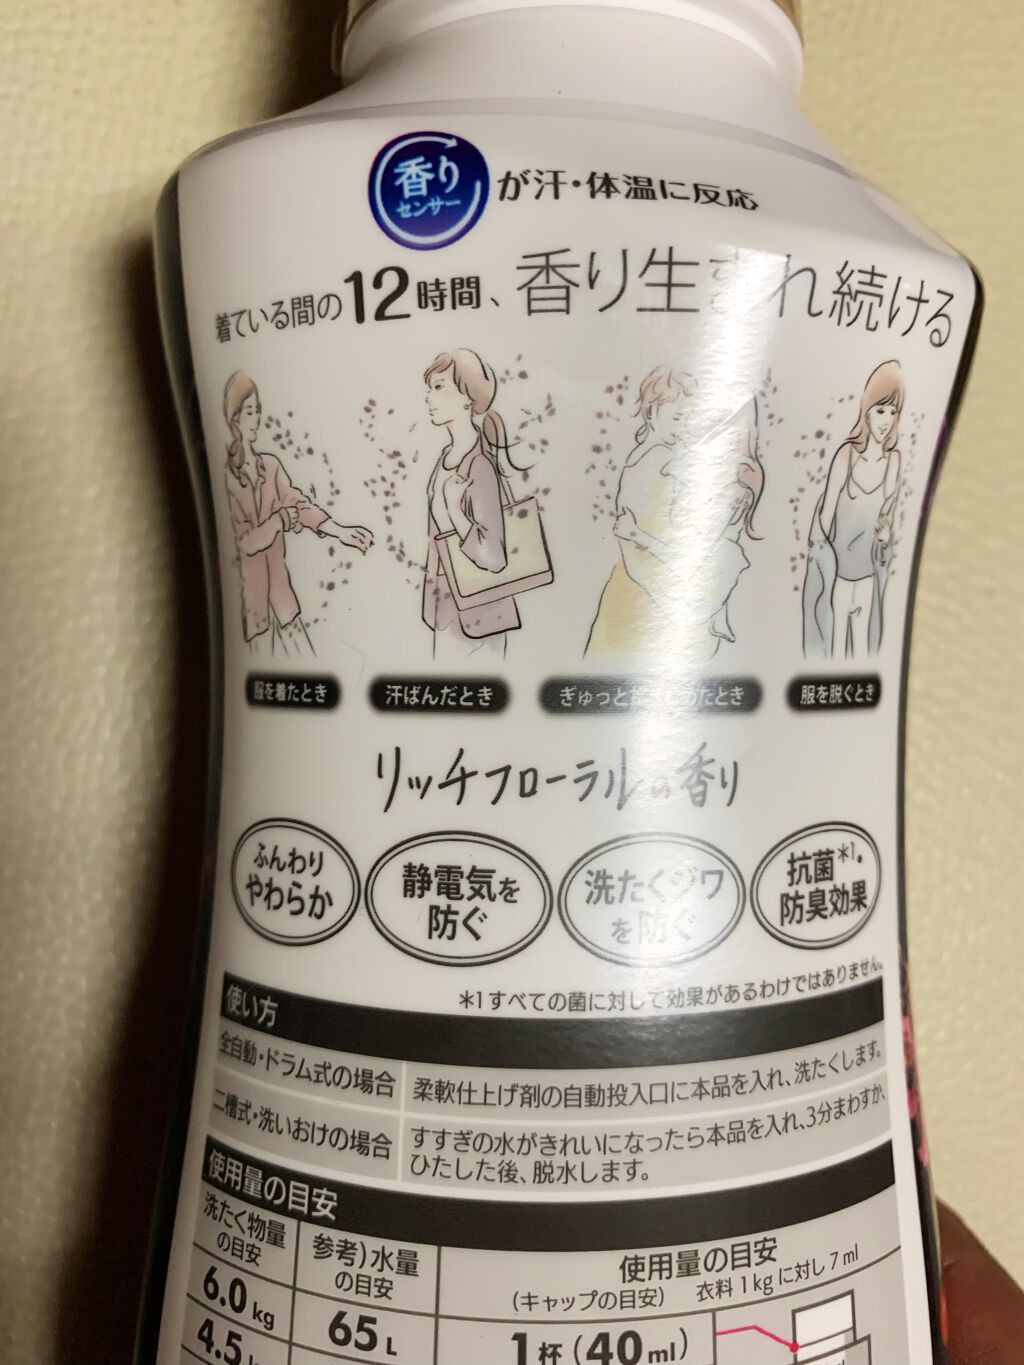 香り
センサー
が汗・体温に反応
着ている間の12時間、香り生まれ続ける
服を着たとき
汗ばんだとき
ぎゅっと たとき
服を脱ぐとき
リッチフローラルの香り
ふんわり
やわらか
静電気を
防ぐ
洗たくジワ
を防ぐ
抗菌*1・
防臭効果
*1すべての菌に対して効果があるわけではありません。
使い方
全自動・ドラム式の場合
柔軟仕上げ剤の自動投入口に本品を入れ、洗たくします。
二槽式・洗いおけの場合
すすぎの水がきれいになったら本品を入れ、3分まわすか、
ひたした後、脱水します。
使用量の目安
洗たく物量
の目安
参考)水量
の目安
使用量の目安
(キャップの目安) 衣料1kgに対し7ml
6.0kg
65L
1杯(40ml)
4.5